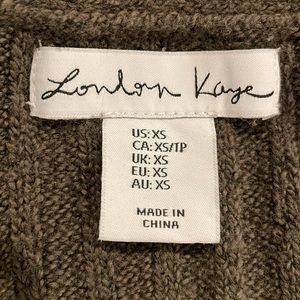 London Kaye
US: XS
CA: XS/TP
UK: XS
EU: XS
AU: XS
MADE IN
CHINA